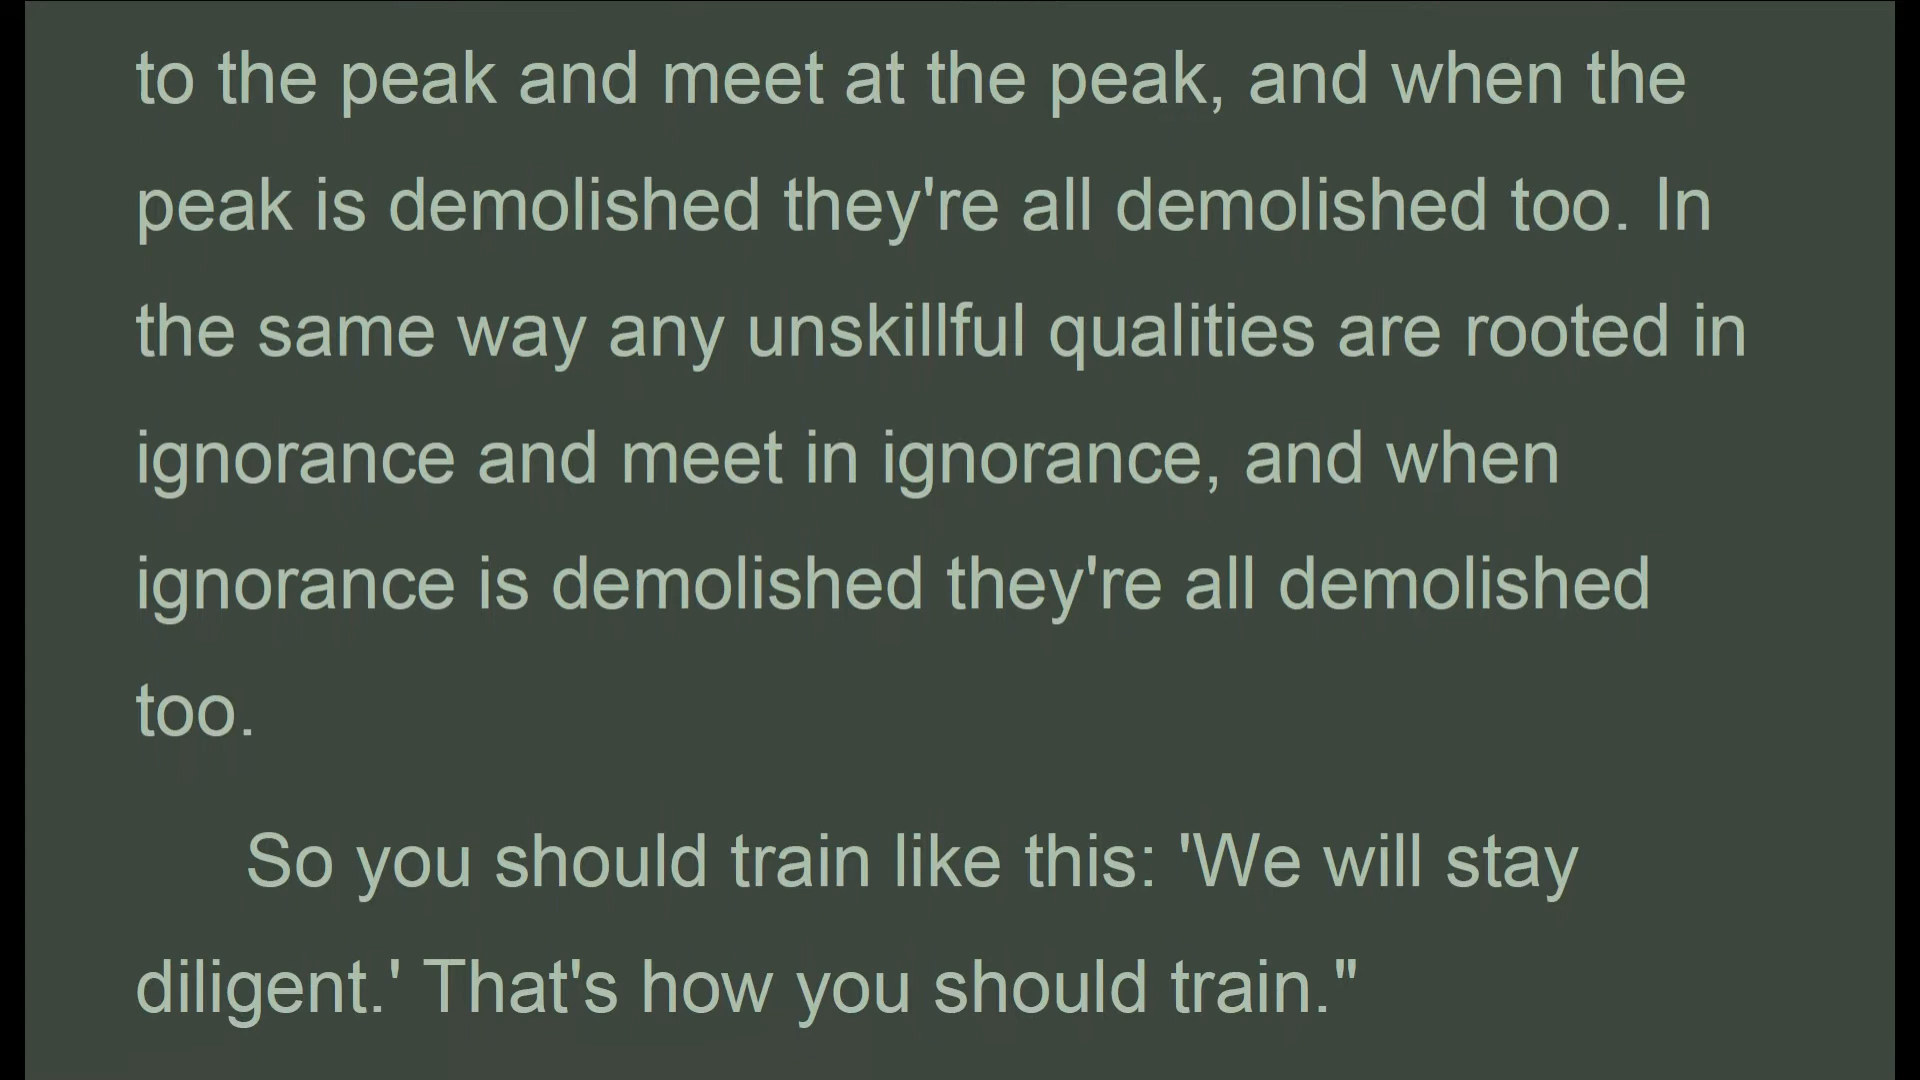 to the peak and meet at the peak, and when the
peak is demolished they're all demolished too. In
the same way any unskillful qualities are rooted in
ignorance and meet in ignorance, and when
ignorance is demolished they're all demolished
too.
So you should train like this: 'We will stay
diligent.' That's how you should train."